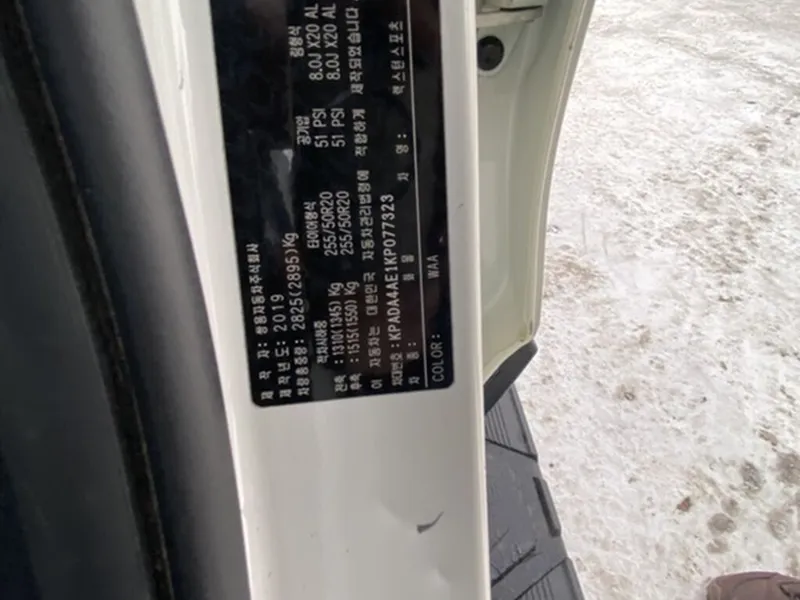 제 작 자: 쌍용자동차주식회사
제작년도: 2019
차량총중량: 2825(2895)Kg
적차시하중 타이어형식 공기압 림형식
전축 :1310(1345) Kg 255/50R20 51 PSI 8.0J X20 AL
후축 :1515(1550) Kg 255/50R20 51 PSI 8.0J X20 AL
이 자동차는 대한민국 자동차관리법령에 적합하게 제작되었습니다
차대번호: KPADA4AE1KP077323
차 종: 화 물 차 명: 렉스턴스포츠
COLOR: WAA